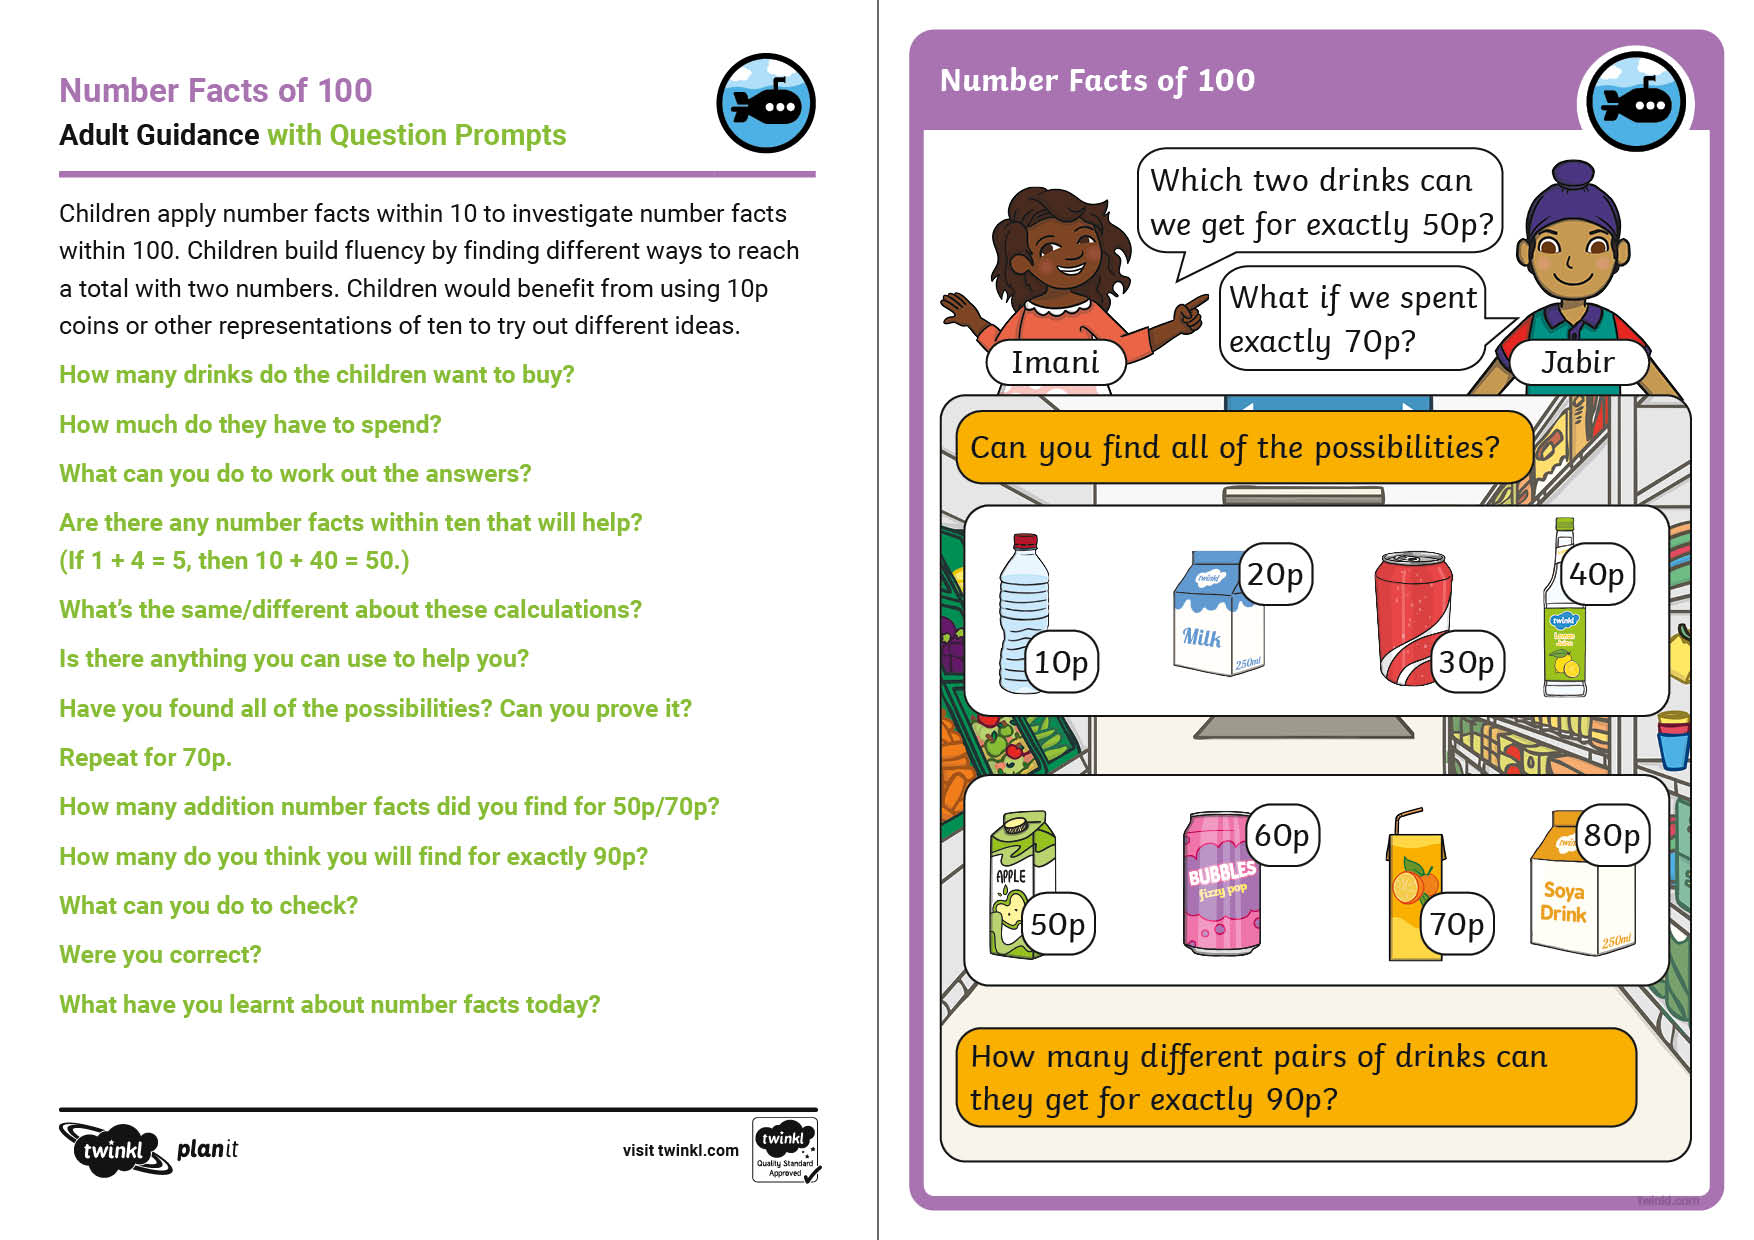 Number Facts of 100
Adult Guidance with Question Prompts
Children apply number facts within 10 to investigate number facts
within 100. Children build fluency by finding different ways to reach
a total with two numbers. Children would benefit from using 10p
coins or other representations of ten to try out different ideas.
How many drinks do the children want to buy?
How much do they have to spend?
What can you do to work out the answers?
Are there any number facts within ten that will help?
(If 1 + 4 = 5, then 10 + 40 = 50.)
What's the same/different about these calculations?
Is there anything you can use to help you?
Have you found all of the possibilities? Can you prove it?
Repeat for 70p.
How many addition number facts did you find for 50p/70p?
How many do you think you will find for exactly 90p?
What can you do to check?
Were you correct?
What have you learnt about number facts today?
twinkl planit
visit twinkl.com
twinkl
Quality Standard
Approved
Number Facts of 100
Which two drinks can
we get for exactly 50p?
What if we spent
exactly 70p?
Imani
Jabir
Can you find all of the possibilities?
10p
twinkl
Milk
250ml
20p
30p
twinkl
Lemon
Juice
40p
APPLE
50p
BUBBLES
fizzy pop
60p
70p
Soya
Drink
250ml
80p
How many different pairs of drinks can
they get for exactly 90p?
twinkl.com